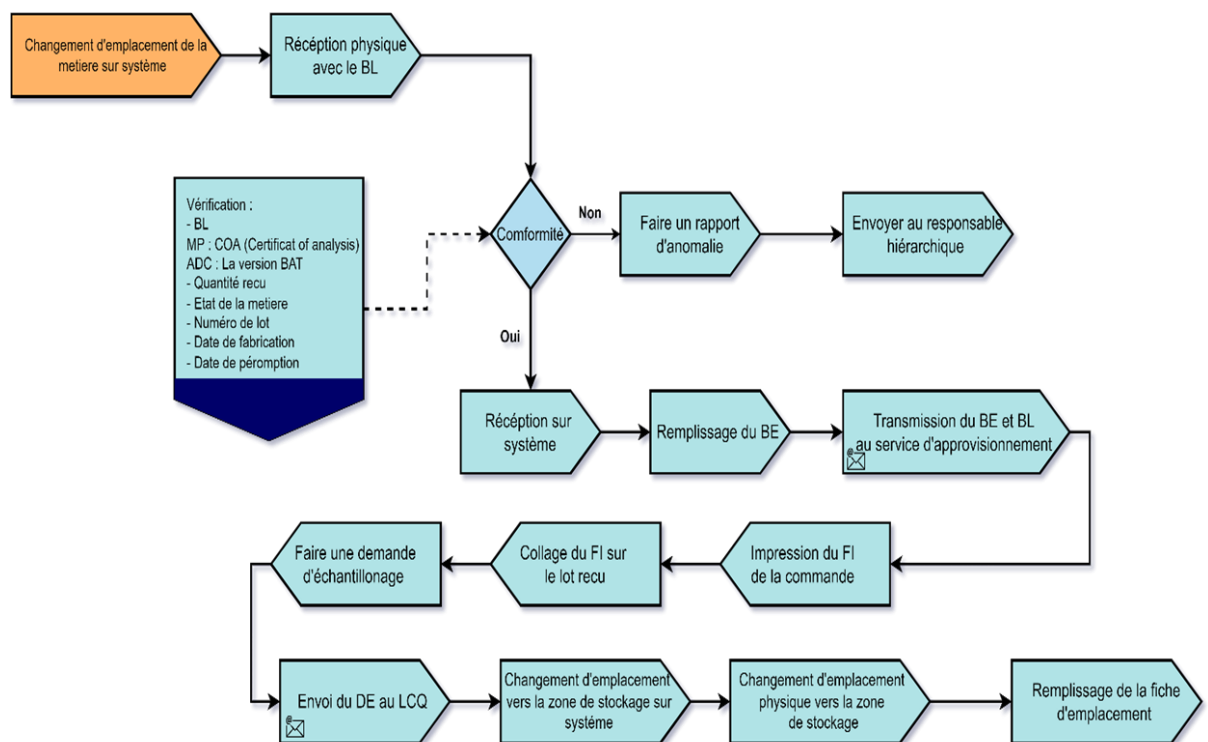 Changement d'emplacement de la
metiere sur système
Récéption physique
avec le BL
Vérification :
- BL
MP : COA (Certificat of analysis)
ADC : La version BAT
- Quantité recu
- Etat de la metiere
- Numéro de lot
- Date de fabrication
- Date de péromption
Comformité
Non
Faire un rapport
d'anomalie
Envoyer au responsable
hiérarchique
Oui
Récéption sur
système
Remplissage du BE
Transmission du BE et BL
au service d'approvisionnement
Faire une demande
d'échantillonage
Collage du FI sur
le lot recu
Impression du FI
de la commande
Envoi du DE au LCQ
Changement d'emplacement
vers la zone de stockage sur
systéme
Changement d'emplacement
physique vers la zone
de stockage
Remplissage de la fiche
d'emplacement